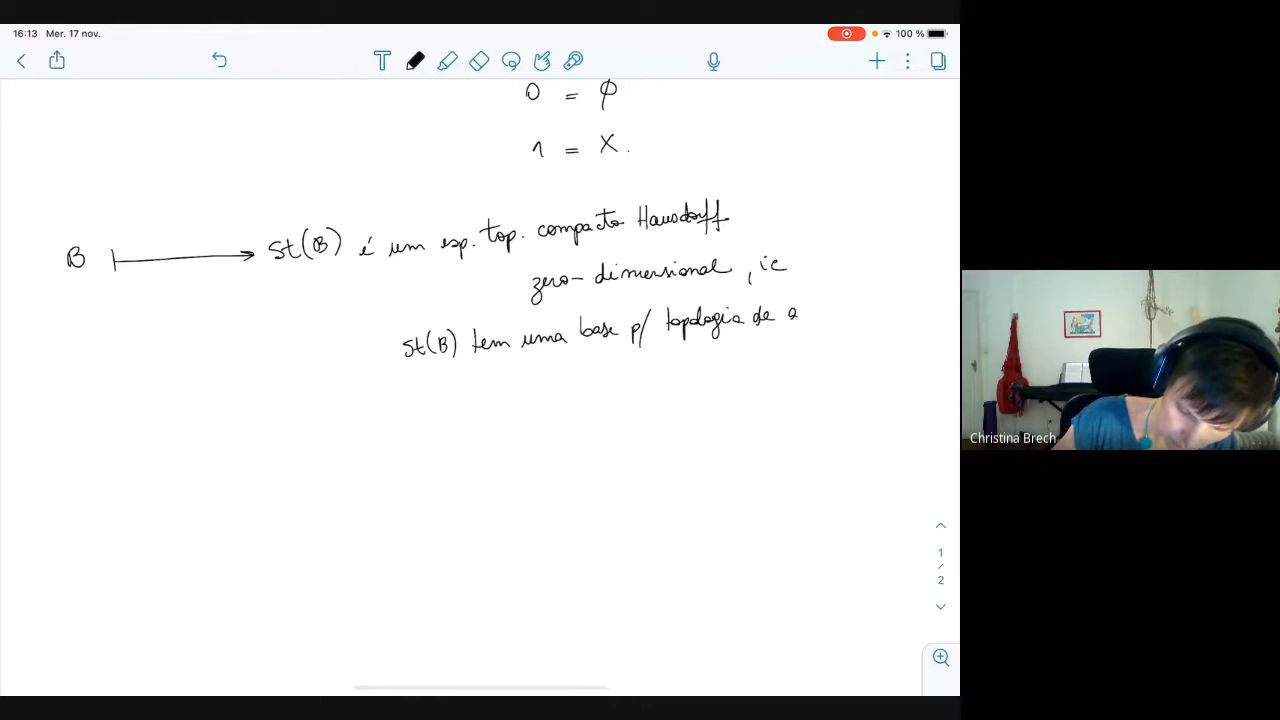 16:13 Mer. 17 nov.
100 %
T
0 = φ
1 = X.
B ⟼ St(B) é um esp. top. compacto Hausdorff
zero-dimensional, ie
St(B) tem uma base p/ topologia de a
Christina Brech
1
/
2